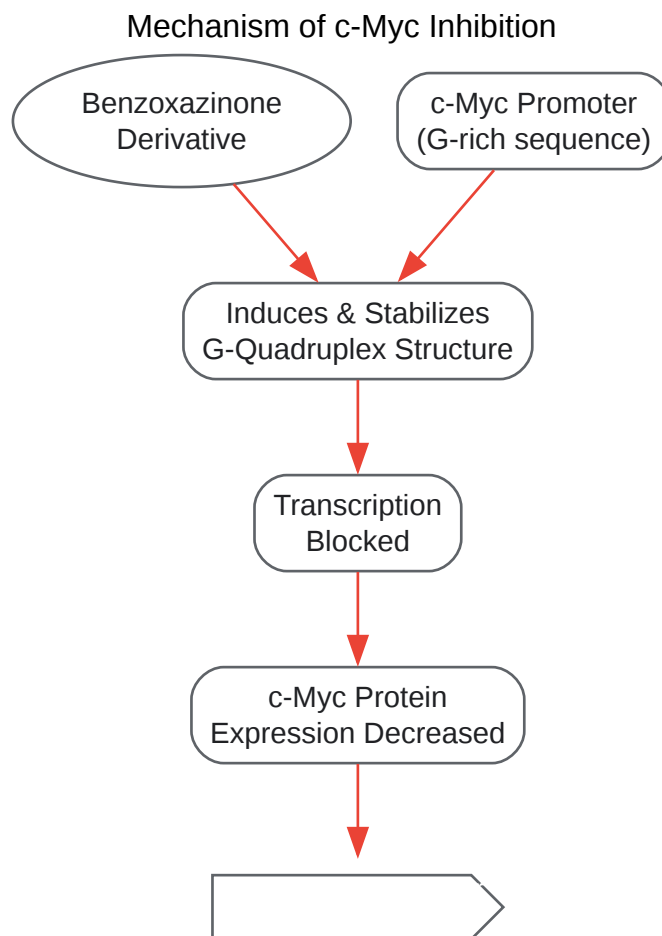 Mechanism of c-Myc Inhibition
Benzoxazinone
Derivative
c-Myc Promoter
(G-rich sequence)
Induces & Stabilizes
G-Quadruplex Structure
Transcription
Blocked
c-Myc Protein
Expression Decreased